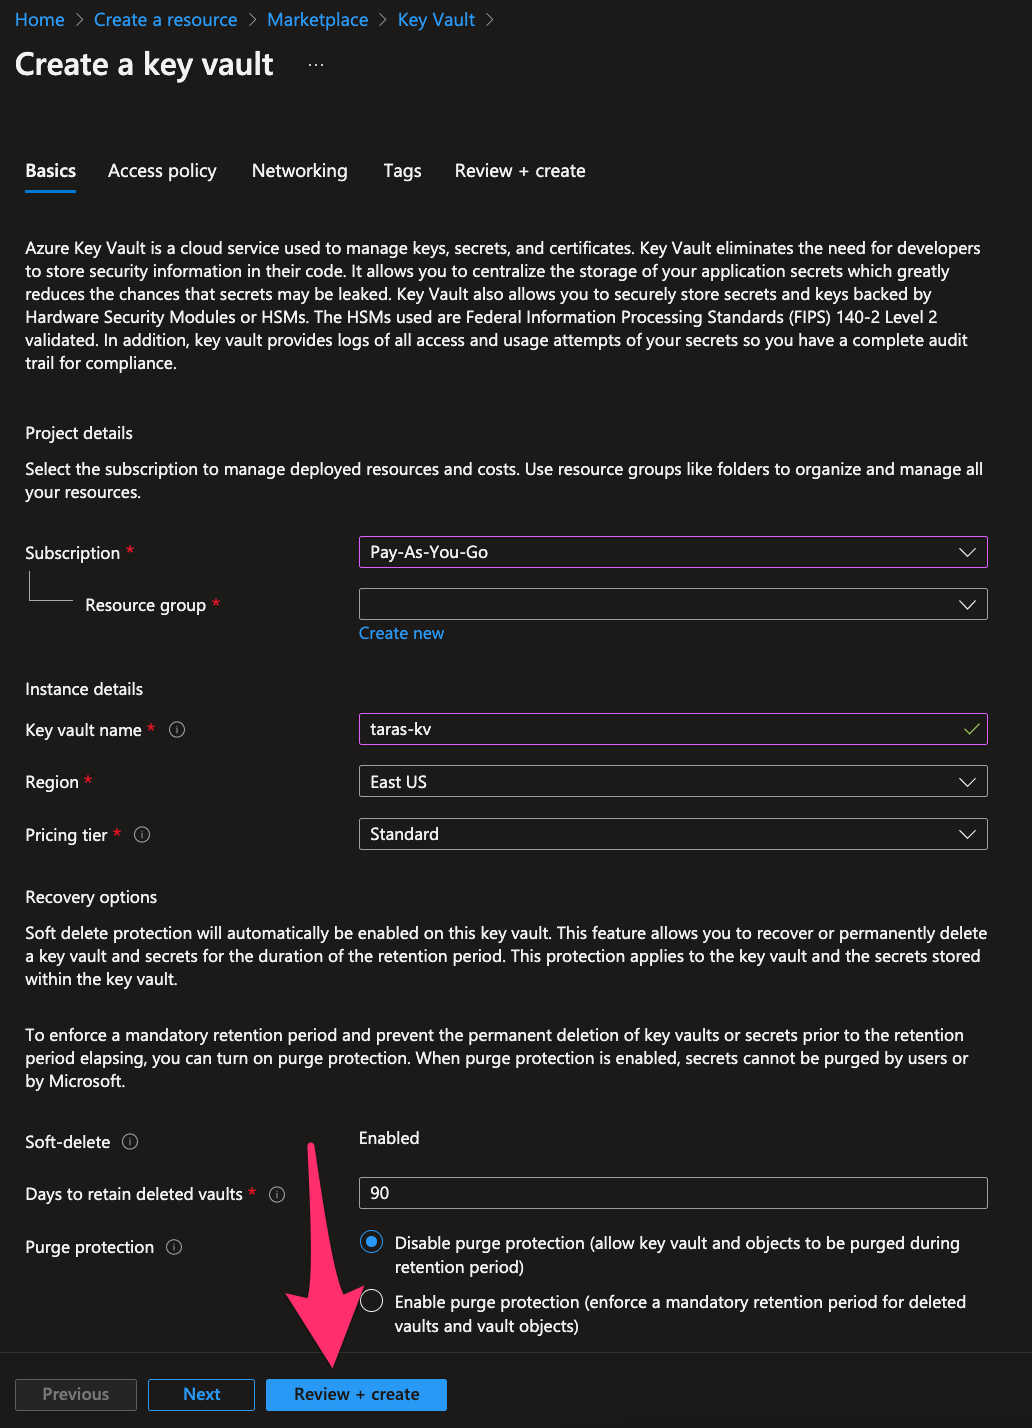 Home > Create a resource > Marketplace > Key Vault >
Create a key vault ...
Basics Access policy Networking Tags Review + create
Azure Key Vault is a cloud service used to manage keys, secrets, and certificates. Key Vault eliminates the need for developers
to store security information in their code. It allows you to centralize the storage of your application secrets which greatly
reduces the chances that secrets may be leaked. Key Vault also allows you to securely store secrets and keys backed by
Hardware Security Modules or HSMs. The HSMs used are Federal Information Processing Standards (FIPS) 140-2 Level 2
validated. In addition, key vault provides logs of all access and usage attempts of your secrets so you have a complete audit
trail for compliance.
Project details
Select the subscription to manage deployed resources and costs. Use resource groups like folders to organize and manage all
your resources.
Subscription * Pay-As-You-Go
Resource group *
Create new
Instance details
Key vault name * taras-kv
Region * East US
Pricing tier * Standard
Recovery options
Soft delete protection will automatically be enabled on this key vault. This feature allows you to recover or permanently delete
a key vault and secrets for the duration of the retention period. This protection applies to the key vault and the secrets stored
within the key vault.
To enforce a mandatory retention period and prevent the permanent deletion of key vaults or secrets prior to the retention
period elapsing, you can turn on purge protection. When purge protection is enabled, secrets cannot be purged by users or
by Microsoft.
Soft-delete Enabled
Days to retain deleted vaults * 90
Purge protection Disable purge protection (allow key vault and objects to be purged during
retention period)
Enable purge protection (enforce a mandatory retention period for deleted
vaults and vault objects)
Previous Next Review + create